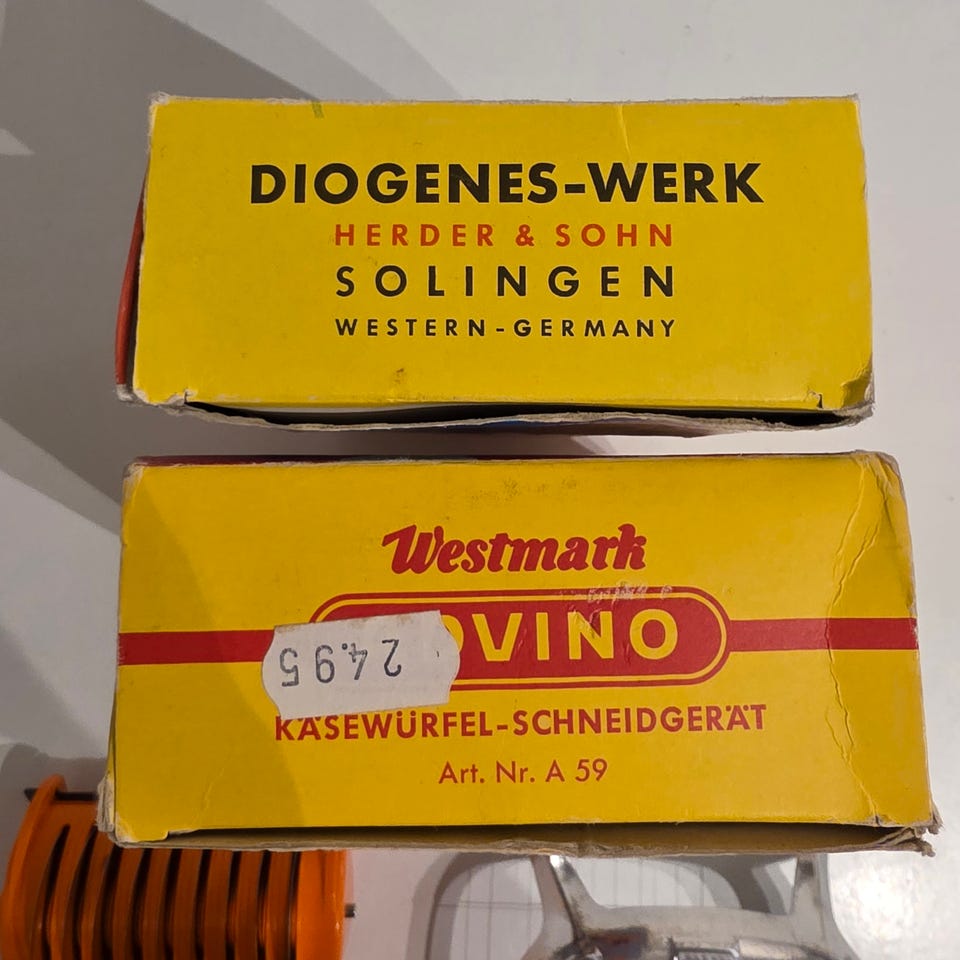 DIOGENES-WERK
HERDER & SOHN
SOLINGEN
WESTERN-GERMANY
Westmark
OVINO
24.95
KÄSEWÜRFEL-SCHNEIDGERÄT
Art. Nr. A 59